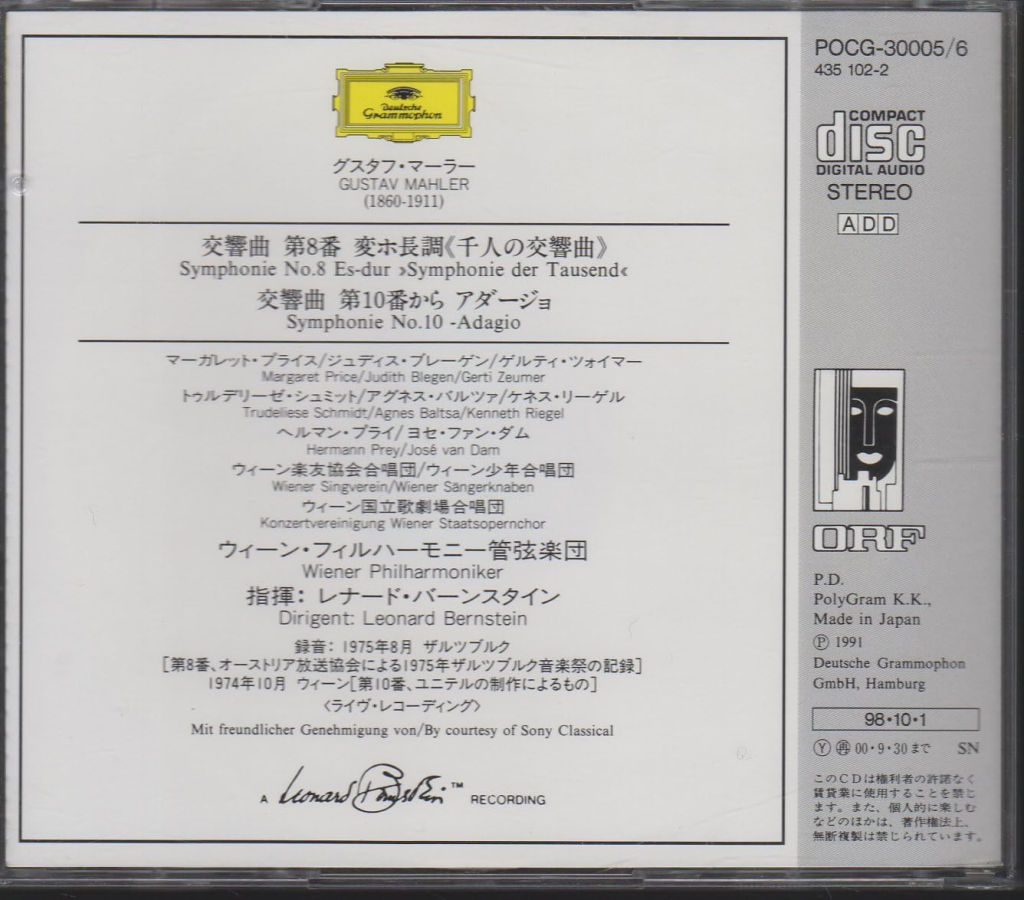 Deutsche
Grammophon
グスタフ・マーラー
GUSTAV MAHLER
(1860-1911)
交響曲 第8番 変ホ長調《千人の交響曲》
Symphonie No.8 Es-dur »Symphonie der Tausend«
交響曲 第10番から アダージョ
Symphonie No.10 -Adagio
マーガレット・プライス/ジュディス・ブレーゲン/ゲルティ・ツォイマー
Margaret Price/Judith Blegen/Gerti Zeumer
トゥルデリーゼ・シュミット/アグネス・バルツァ/ケネス・リーゲル
Trudeliese Schmidt/Agnes Baltsa/Kenneth Riegel
ヘルマン・プライ/ヨセ・ファン・ダム
Hermann Prey/José van Dam
ウィーン楽友協会合唱団/ウィーン少年合唱団
Wiener Singverein/Wiener Sängerknaben
ウィーン国立歌劇場合唱団
Konzertvereinigung Wiener Staatsopernchor
ウィーン・フィルハーモニー管弦楽団
Wiener Philharmoniker
指揮: レナード・バーンスタイン
Dirigent: Leonard Bernstein
録音: 1975年8月 ザルツブルク
[第8番、オーストリア放送協会による1975年ザルツブルク音楽祭の記録]
1974年10月 ウィーン[第10番、ユニテルの制作によるもの]
〈ライヴ・レコーディング〉
Mit freundlicher Genehmigung von/By courtesy of Sony Classical
A Leonard Bernstein™ RECORDING
POCG-30005/6
435 102-2
COMPACT
disc
DIGITAL AUDIO
STEREO
ADD
ORF
P.D.
PolyGram K.K.,
Made in Japan
Ⓟ 1991
Deutsche Grammophon
GmbH, Hamburg
98・10・1
Ⓨ㊞ 00・9・30まで SN
このCDは権利者の許諾なく
賃貸業に使用することを禁じ
ます。また、個人的に楽しむ
などのほかは、著作権法上、
無断複製は禁じられています。